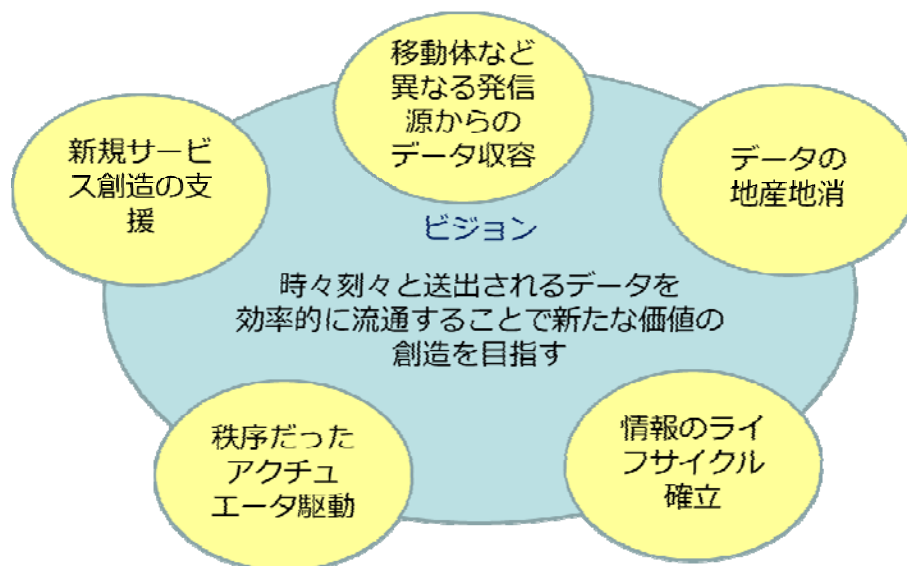 移動体など
異なる発信
源からの
データ収容
新規サービ
ス創造の支
援
データの
地産地消
ビジョン
時々刻々と送出されるデータを
効率的に流通することで新たな価値の
創造を目指す
秩序だった
アクチュ
エータ駆動
情報のライ
フサイクル
確立